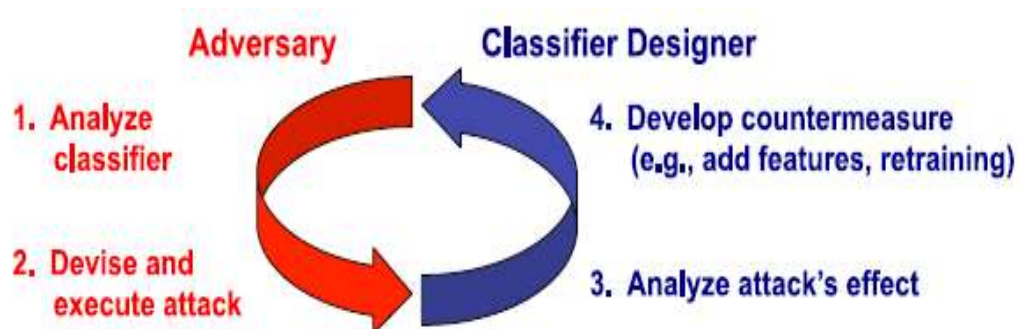 Adversary
Classifier Designer
1. Analyze
classifier
2. Devise and
execute attack
3. Analyze attack's effect
4. Develop countermeasure
(e.g., add features, retraining)